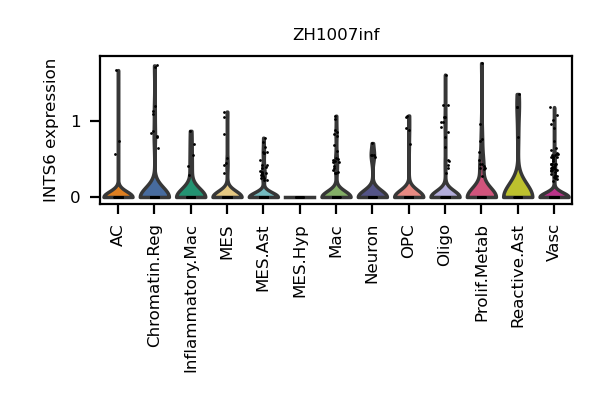 ZH1007inf
INTS6 expression
1
0
AC
Chromatin.Reg
Inflammatory.Mac
MES
MES.Ast
MES.Hyp
Mac
Neuron
OPC
Oligo
Prolif.Metab
Reactive.Ast
Vasc